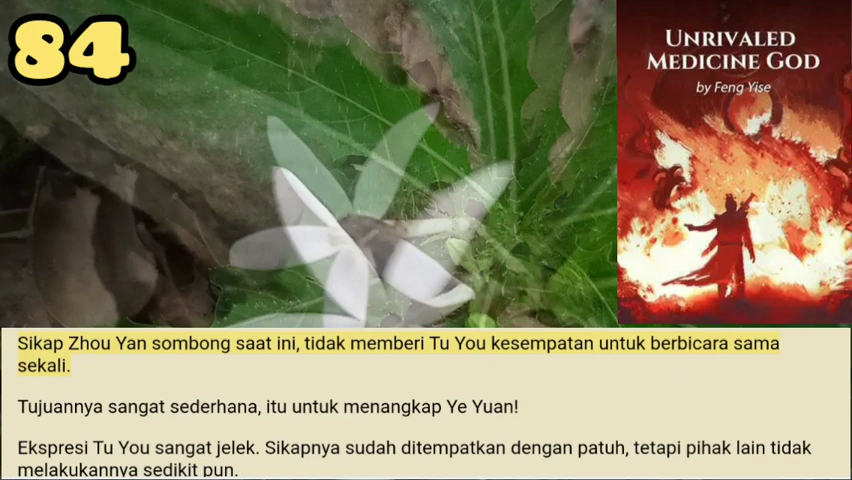 84
UNRIVALED
MEDICINE GOD
by Feng Yise
Sikap Zhou Yan sombong saat ini, tidak memberi Tu You kesempatan untuk berbicara sama
sekali.
Tujuannya sangat sederhana, itu untuk menangkap Ye Yuan!
Ekspresi Tu You sangat jelek. Sikapnya sudah ditempatkan dengan patuh, tetapi pihak lain tidak
melakukannya sedikit pun.